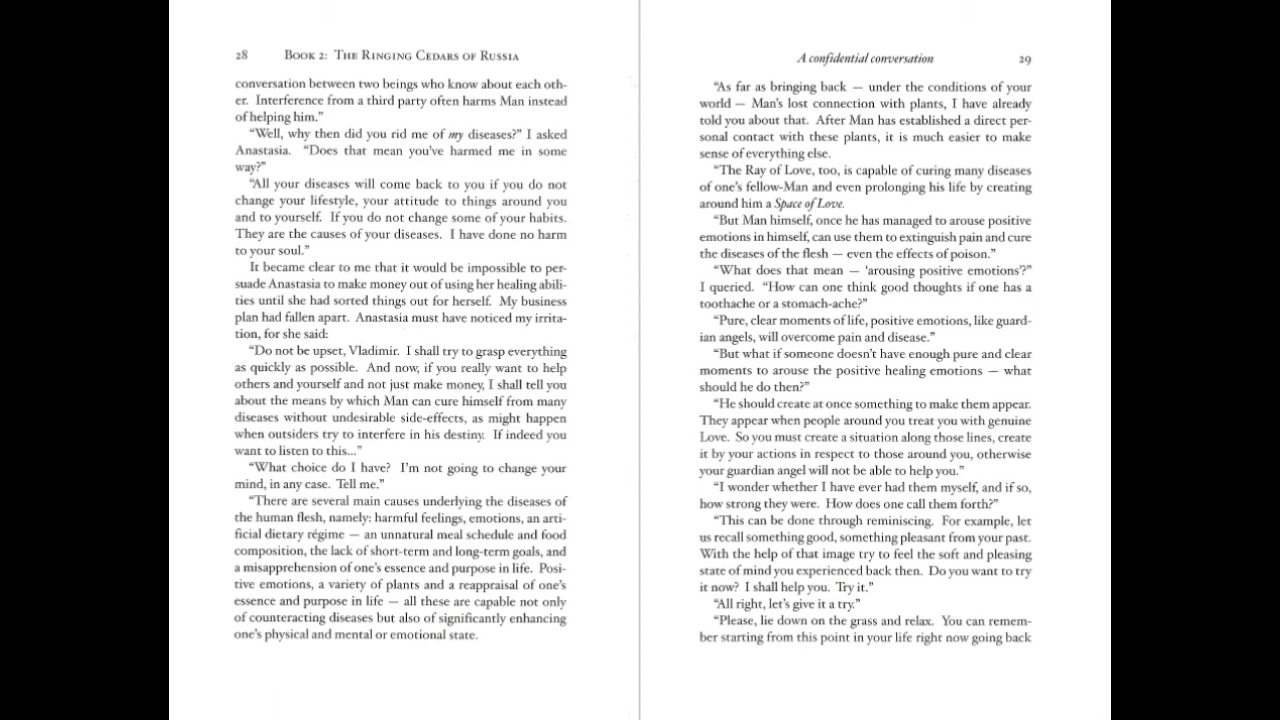 28 BOOK 2: THE RINGING CEDARS OF RUSSIA
conversation between two beings who know about each oth-
er. Interference from a third party often harms Man instead
of helping him.”
“Well, why then did you rid me of my diseases?” I asked
Anastasia. “Does that mean you’ve harmed me in some
way?”
“All your diseases will come back to you if you do not
change your lifestyle, your attitude to things around you
and to yourself. If you do not change some of your habits.
They are the causes of your diseases. I have done no harm
to your soul.”
It became clear to me that it would be impossible to per-
suade Anastasia to make money out of using her healing abili-
ties until she had sorted things out for herself. My business
plan had fallen apart. Anastasia must have noticed my irrita-
tion, for she said:
“Do not be upset, Vladimir. I shall try to grasp everything
as quickly as possible. And now, if you really want to help
others and yourself and not just make money, I shall tell you
about the means by which Man can cure himself from many
diseases without undesirable side-effects, as might happen
when outsiders try to interfere in his destiny. If indeed you
want to listen to this...”
“What choice do I have? I’m not going to change your
mind, in any case. Tell me.”
“There are several main causes underlying the diseases of
the human flesh, namely: harmful feelings, emotions, an arti-
ficial dietary régime — an unnatural meal schedule and food
composition, the lack of short-term and long-term goals, and
a misapprehension of one’s essence and purpose in life. Posi-
tive emotions, a variety of plants and a reappraisal of one’s
essence and purpose in life — all these are capable not only
of counteracting diseases but also of significantly enhancing
one’s physical and mental or emotional state.
A confidential conversation 29
“As far as bringing back — under the conditions of your
world — Man’s lost connection with plants, I have already
told you about that. After Man has established a direct per-
sonal contact with these plants, it is much easier to make
sense of everything else.
“The Ray of Love, too, is capable of curing many diseases
of one’s fellow-Man and even prolonging his life by creating
around him a Space of Love.
“But Man himself, once he has managed to arouse positive
emotions in himself, can use them to extinguish pain and cure
the diseases of the flesh — even the effects of poison.”
“What does that mean — ‘arousing positive emotions’?”
I queried. “How can one think good thoughts if one has a
toothache or a stomach-ache?”
“Pure, clear moments of life, positive emotions, like guard-
ian angels, will overcome pain and disease.”
“But what if someone doesn’t have enough pure and clear
moments to arouse the positive healing emotions — what
should he do then?”
“He should create at once something to make them appear.
They appear when people around you treat you with genuine
Love. So you must create a situation along those lines, create
it by your actions in respect to those around you, otherwise
your guardian angel will not be able to help you.”
“I wonder whether I have ever had them myself, and if so,
how strong they were. How does one call them forth?”
“This can be done through reminiscing. For example, let
us recall something good, something pleasant from your past.
With the help of that image try to feel the soft and pleasing
state of mind you experienced back then. Do you want to try
it now? I shall help you. Try it.”
“All right, let’s give it a try.”
“Please, lie down on the grass and relax. You can remem-
ber starting from this point in your life right now going back